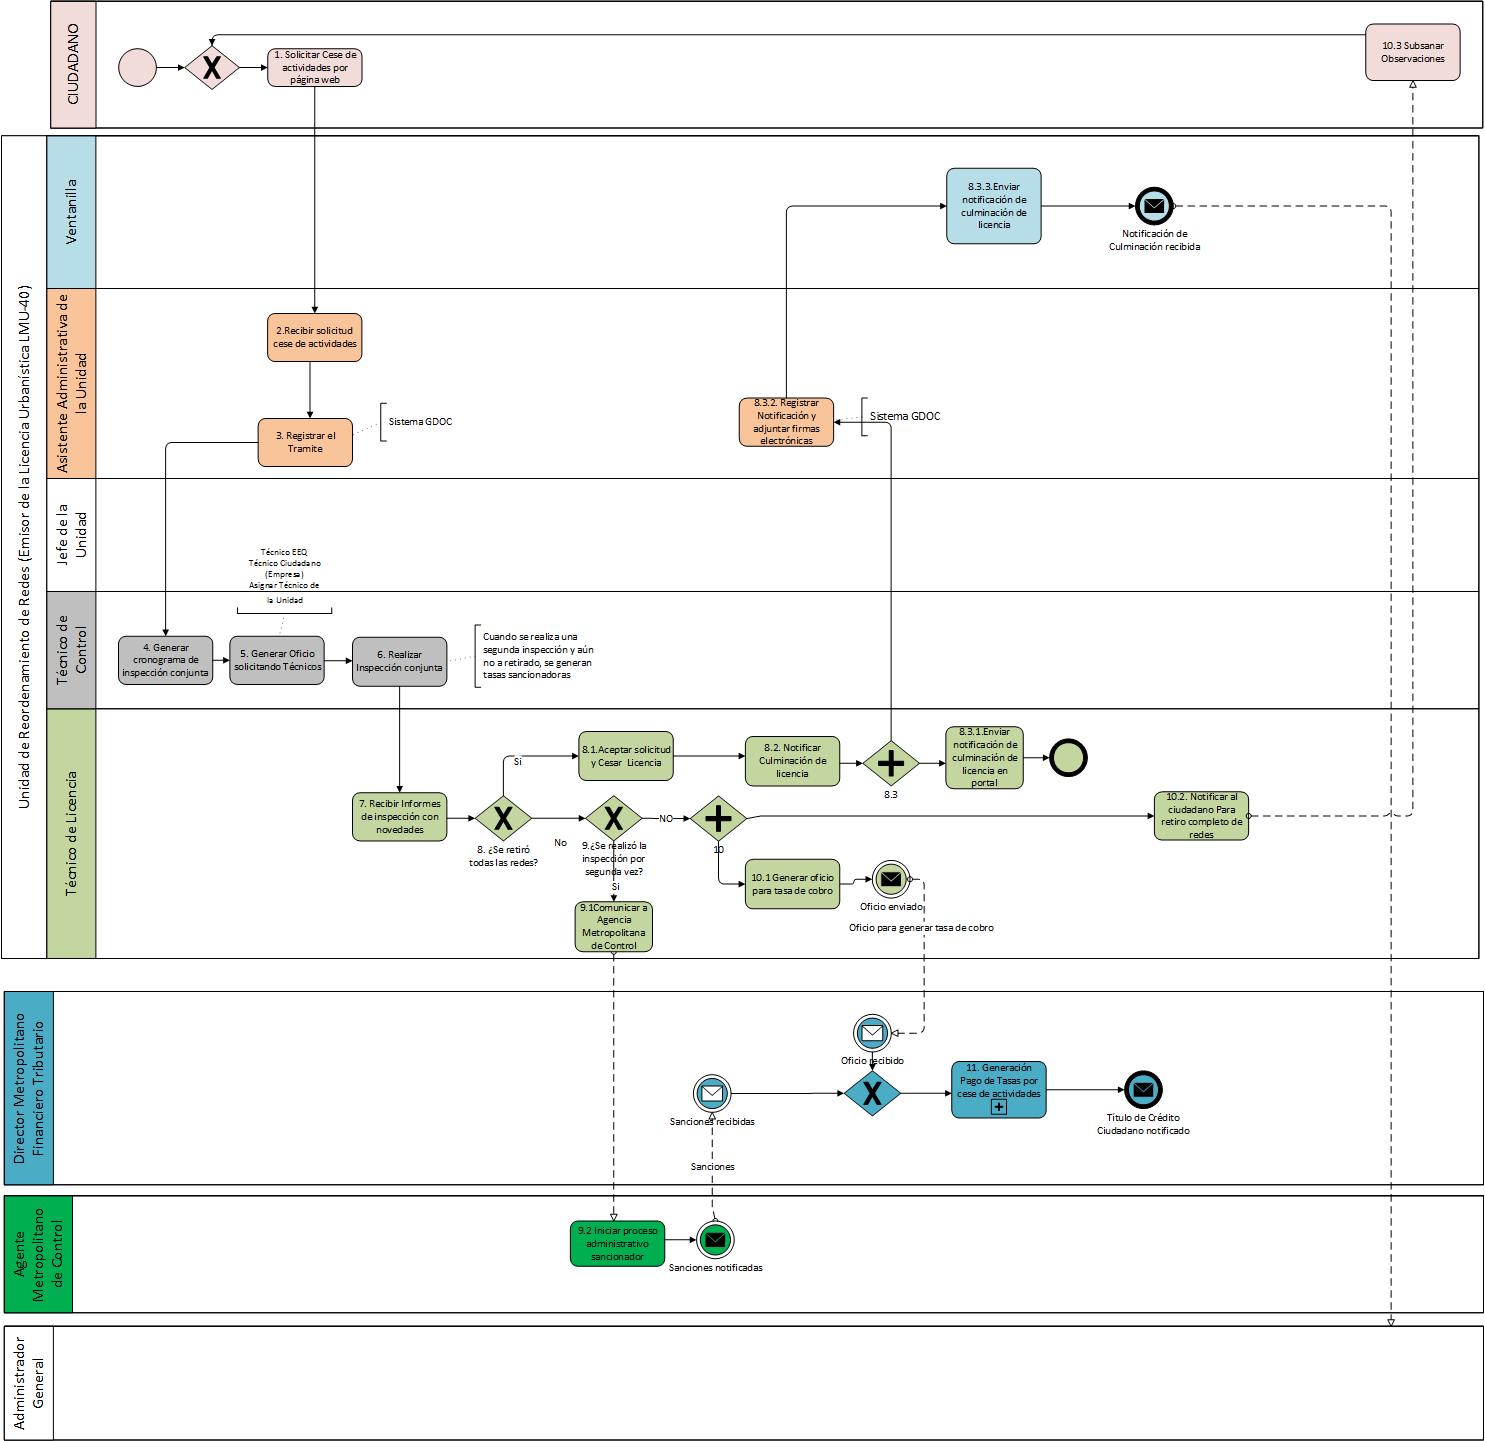 CIUDADANO
1. Solicitar Cese de
actividades por
página web
10.3 Subsanar
Observaciones
Unidad de Reordenamiento de Redes (Emisor de la Licencia Urbanística LMU-40)
Ventanilla
8.3.3.Enviar
notificación de
culminación de
licencia
Notificación de
Culminación recibida
Asistente Administrativa de
la Unidad
2.Recibir solicitud
cese de actividades
3. Registrar el
Tramite
Sistema GDOC
8.3.2. Registrar
Notificación y
adjuntar firmas
electrónicas
Sistema GDOC
Jefe de la
Unidad
Técnico EEQ
Técnico Ciudadano
(Empresa)
Asignar Técnico de
la Unidad
Técnico de
Control
4. Generar
cronograma de
inspección conjunta
5. Generar Oficio
solicitando Técnicos
6. Realizar
Inspección conjunta
Cuando se realiza una
segunda inspección y aún
no a retirado, se generan
tasas sancionadoras
Técnico de Licencia
7. Recibir Informes
de inspección con
novedades
8. ¿Se retiró
todas las redes?
Si
No
8.1.Aceptar solicitud
y Cesar Licencia
8.2. Notificar
Culminación de
licencia
8.3
8.3.1.Enviar
notificación de
culminación de
licencia en
portal
9.¿Se realizó la
inspección por
segunda vez?
Si
NO
10
9.1Comunicar a
Agencia
Metropolitana
de Control
10.1 Generar oficio
para tasa de cobro
Oficio enviado
Oficio para generar tasa de cobro
10.2. Notificar al
ciudadano Para
retiro completo de
redes
Director Metropolitano
Financiero Tributario
Oficio recibido
Sanciones recibidas
Sanciones
11. Generación
Pago de Tasas por
cese de actividades
Título de Crédito
Ciudadano notificado
Agente
Metropolitano
de Control
9.2 Iniciar proceso
administrativo
sancionador
Sanciones notificadas
Administrador
General